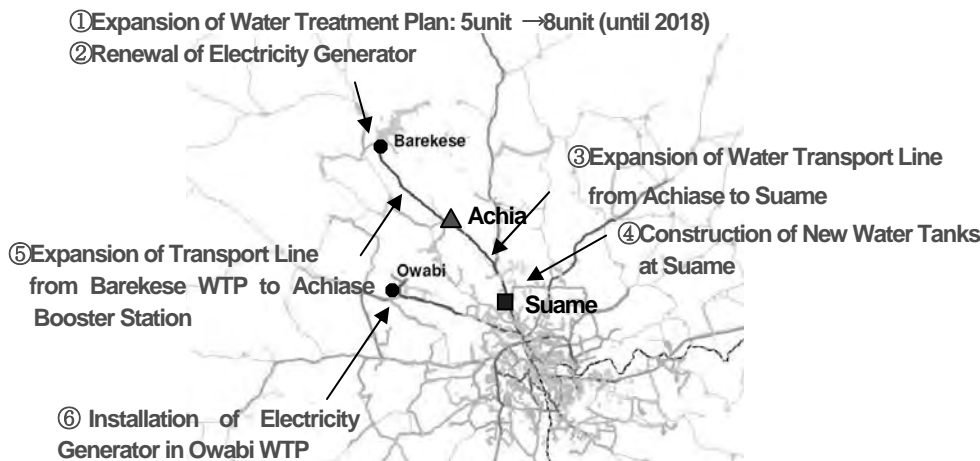 ①Expansion of Water Treatment Plan: 5unit →8unit (until 2018)
②Renewal of Electricity Generator
Barekese
③Expansion of Water Transport Line
from Achiase to Suame
Achia
④Construction of New Water Tanks
at Suame
⑤Expansion of Transport Line
from Barekese WTP to Achiase
Booster Station
Owabi
Suame
⑥ Installation of Electricity
Generator in Owabi WTP